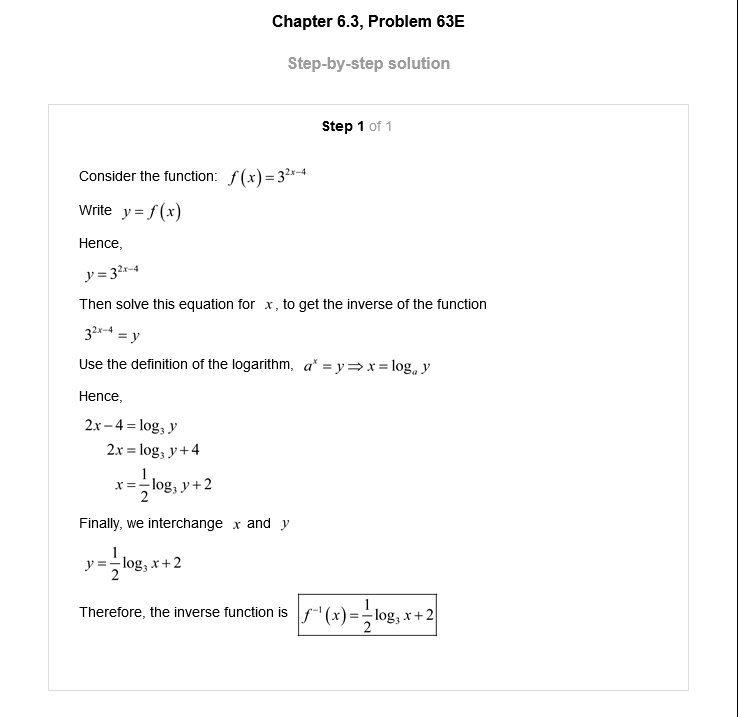 Chapter 6.3, Problem 63E
Step-by-step solution
Step 1 of 1
Consider the function: f(x)=3^{2x−4}
Write y=f(x)
Hence,
y=3^{2x−4}
Then solve this equation for x, to get the inverse of the function
3^{2x−4}=y
Use the definition of the logarithm, a^x=y⇒x=log_a y
Hence,
2x−4=log_3 y
2x=log_3 y+4
x=\frac{1}{2}log_3 y+2
Finally, we interchange x and y
y=\frac{1}{2}log_3 x+2
Therefore, the inverse function is f^{−1}(x)=\frac{1}{2}log_3 x+2